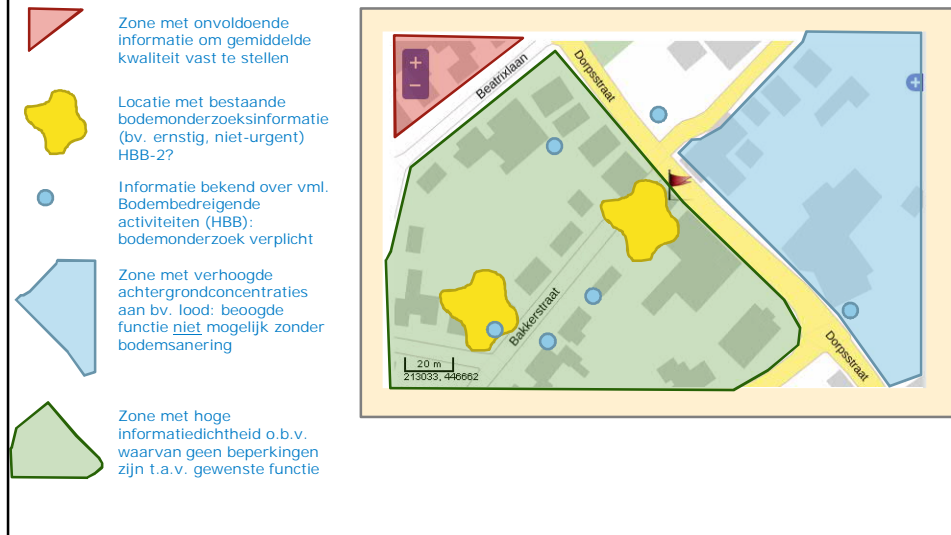 Zone met onvoldoende
informatie om gemiddelde
kwaliteit vast te stellen
Locatie met bestaande
bodemonderzoeksinformatie
(bv. ernstig, niet-urgent)
HBB-2?
Informatie bekend over vml.
Bodembedreigende
activiteiten (HBB):
bodemonderzoek verplicht
Zone met verhoogde
achtergrondconcentraties
aan bv. lood: beoogde
functie niet mogelijk zonder
bodemsanering
Zone met hoge
informatiedichtheid o.b.v.
waarvan geen beperkingen
zijn t.a.v. gewenste functie
+
−
Beatrixlaan
Dorpsstraat
+
Bakkerstraat
Dorpsstraat
20 m
213033, 446662